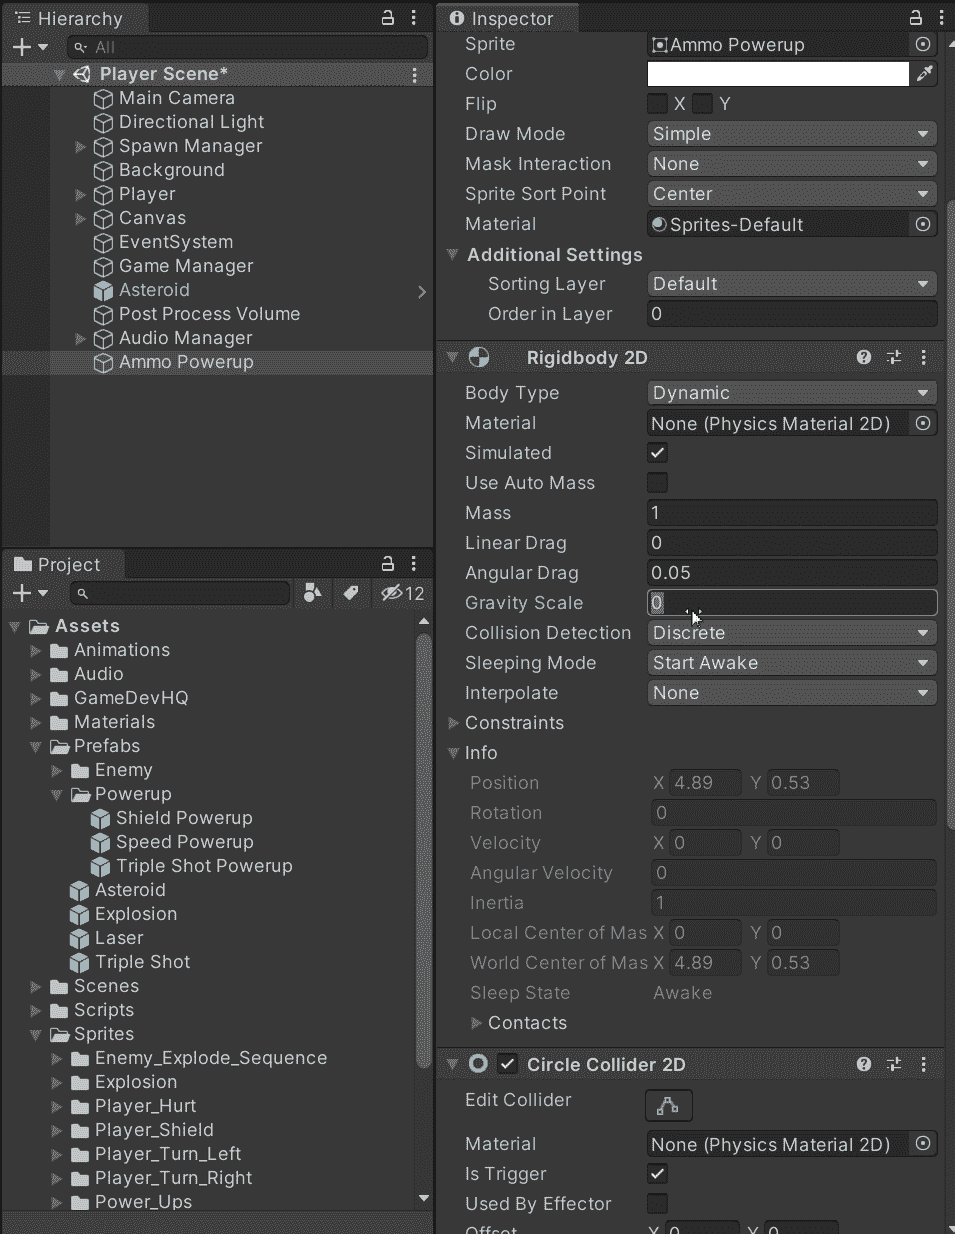 Hierarchy
All
Player Scene*
Main Camera
Directional Light
Spawn Manager
Background
Player
Canvas
EventSystem
Game Manager
Asteroid
Post Process Volume
Audio Manager
Ammo Powerup
Project
12
Assets
Animations
Audio
GameDevHQ
Materials
Prefabs
Enemy
Powerup
Shield Powerup
Speed Powerup
Triple Shot Powerup
Asteroid
Explosion
Laser
Triple Shot
Scenes
Scripts
Sprites
Enemy_Explode_Sequence
Explosion
Player_Hurt
Player_Shield
Player_Turn_Left
Player_Turn_Right
Power_Ups
Inspector
Sprite Ammo Powerup
Color
Flip X Y
Draw Mode Simple
Mask Interaction None
Sprite Sort Point Center
Material Sprites-Default
Additional Settings
Sorting Layer Default
Order in Layer 0
Rigidbody 2D
Body Type Dynamic
Material None (Physics Material 2D)
Simulated
Use Auto Mass
Mass 1
Linear Drag 0
Angular Drag 0.05
Gravity Scale 0
Collision Detection Discrete
Sleeping Mode Start Awake
Interpolate None
Constraints
Info
Position X 4.89 Y 0.53
Rotation 0
Velocity X 0 Y 0
Angular Velocity 0
Inertia 1
Local Center of Mas X 0 Y 0
World Center of Mas X 4.89 Y 0.53
Sleep State Awake
Contacts
Circle Collider 2D
Edit Collider
Material None (Physics Material 2D)
Is Trigger
Used By Effector
Offset X 0 Y 0